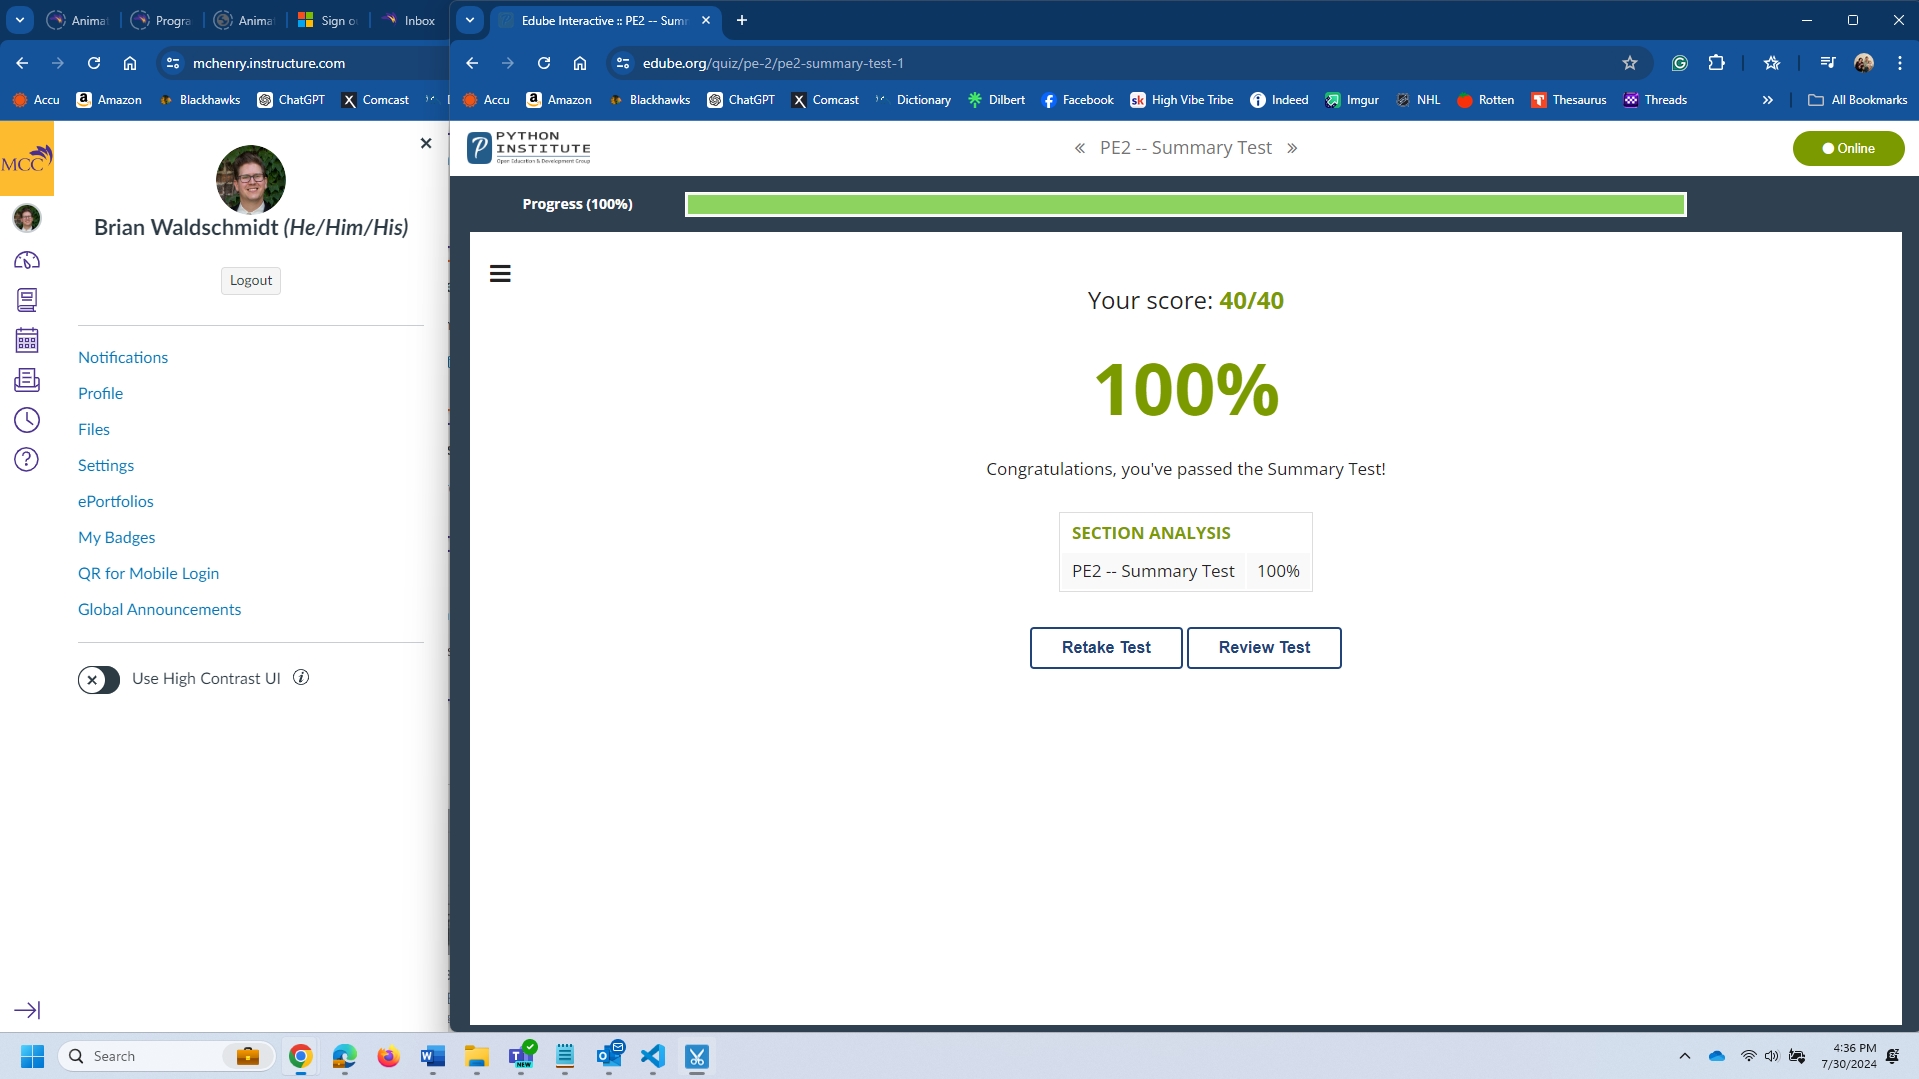 Anima
Progra
Anima
Sign o
Inbox
Edube Interactive :: PE2 -- Sum
mchenry.instructure.com
edube.org/quiz/pe-2/pe2-summary-test-1
Accu
Amazon
Blackhawks
ChatGPT
Comcast
Accu
Amazon
Blackhawks
ChatGPT
Comcast
Dictionary
Dilbert
Facebook
High Vibe Tribe
Indeed
Imgur
NHL
Rotten
Thesaurus
Threads
All Bookmarks
MCC
Brian Waldschmidt (He/Him/His)
Logout
Notifications
Profile
Files
Settings
ePortfolios
My Badges
QR for Mobile Login
Global Announcements
Use High Contrast UI
PYTHON
INSTITUTE
Open Education & Development Group
« PE2 -- Summary Test »
Online
Progress (100%)
Your score: 40/40
100%
Congratulations, you've passed the Summary Test!
SECTION ANALYSIS
PE2 -- Summary Test 100%
Retake Test
Review Test
Search
4:36 PM
7/30/2024